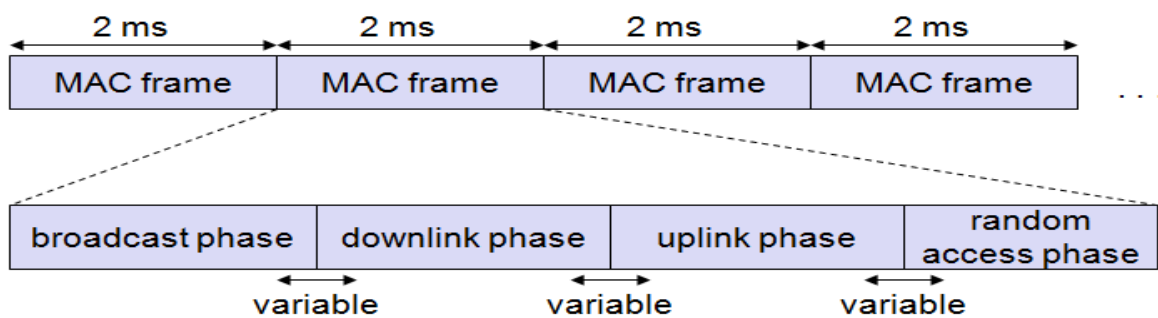 2 ms 2 ms 2 ms 2 ms
MAC frame MAC frame MAC frame MAC frame . . .
broadcast phase downlink phase uplink phase random
access phase
variable variable variable